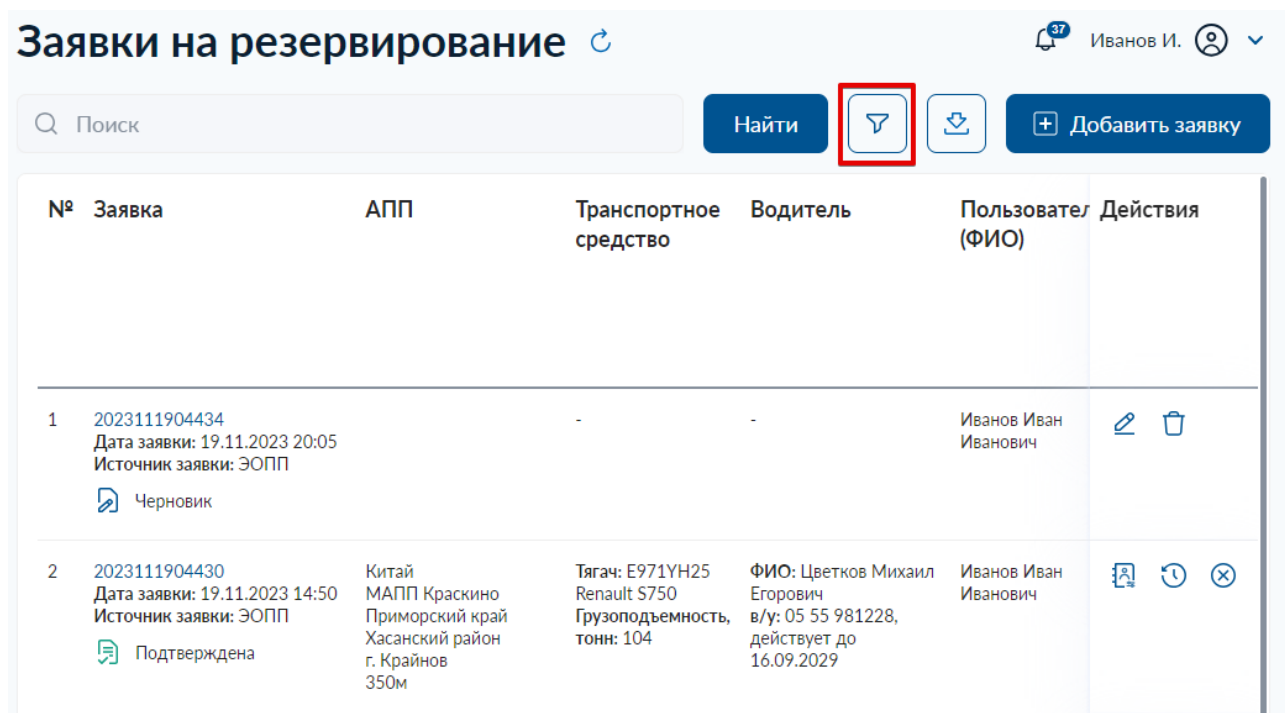 Заявки на резервирование
37
Иванов И.
Поиск
Найти
Добавить заявку
№ Заявка АПП Транспортное средство Водитель Пользовател (ФИО) Действия
1
2023111904434
Дата заявки: 19.11.2023 20:05
Источник заявки: ЭОПП
Черновик
-
-
Иванов Иван
Иванович
2
2023111904430
Дата заявки: 19.11.2023 14:50
Источник заявки: ЭОПП
Подтверждена
Китай
МАПП Краскино
Приморский край
Хасанский район
г. Крайнов
350м
Тягач: E971YH25
Renault S750
Грузоподъемность,
тонн: 104
ФИО: Цветков Михаил
Егорович
в/у: 05 55 981228,
действует до
16.09.2029
Иванов Иван
Иванович